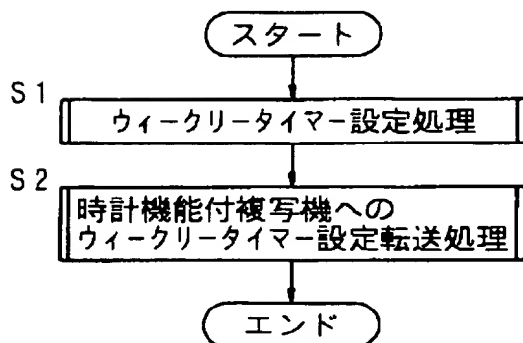 スタート
S1
ウィークリータイマー設定処理
S2
時計機能付複写機への
ウィークリータイマー設定転送処理
エンド